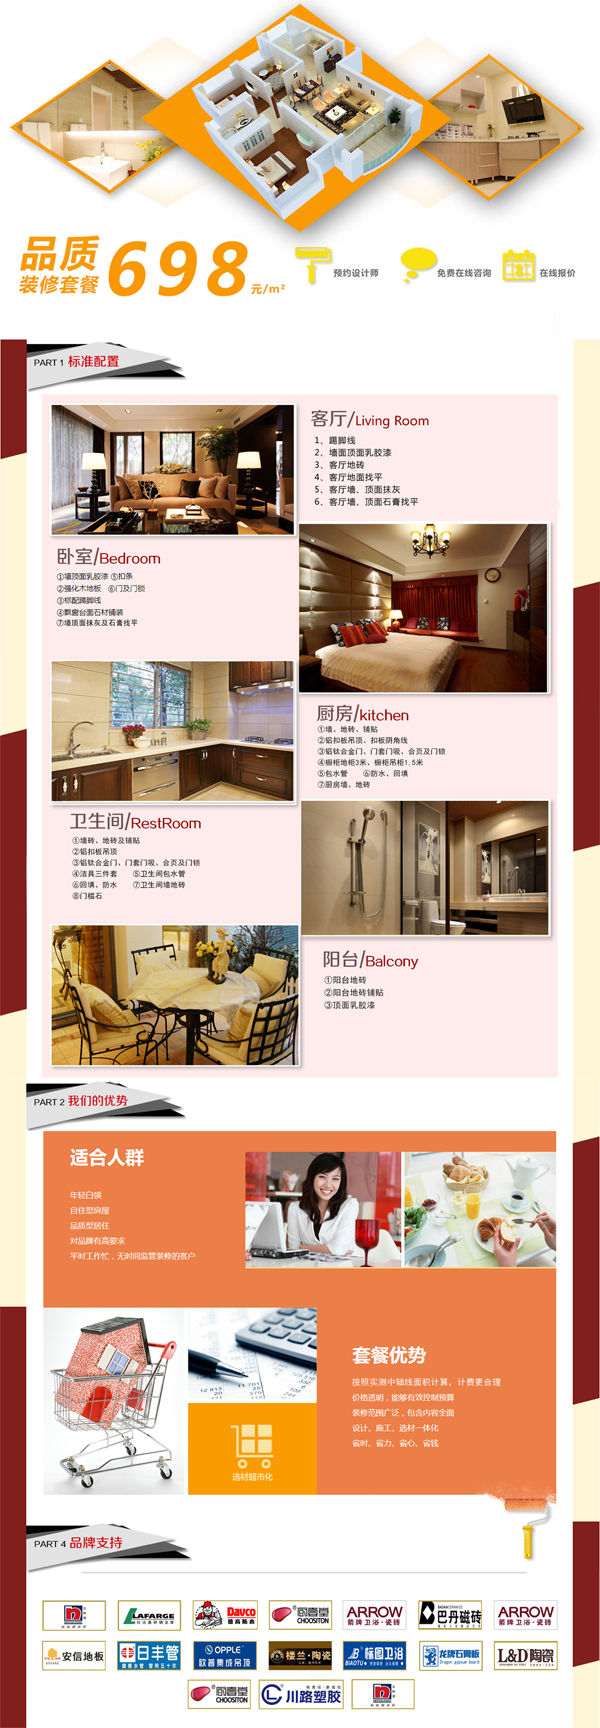 品质
装修套餐
698
元/m²
预约设计师
免费在线咨询
在线报价
PART 1 标准配置
客厅/Living Room
1、踢脚线
2、墙面顶面乳胶漆
3、客厅地砖
4、客厅地面找平
5、客厅墙、顶面抹灰
6、客厅墙、顶面石膏找平
卧室/Bedroom
①墙顶面乳胶漆 ⑤扣条
②强化木地板 ⑥门及门锁
③标配踢脚线
④飘窗台面石材铺装
⑦墙顶面抹灰及石膏找平
厨房/kitchen
①墙、地砖、铺贴
②铝扣板吊顶、扣板阴角线
③铝钛合金门、门套门吸、合页及门锁
④橱柜地柜3米、橱柜吊柜1.5米
⑤包水管 ⑥防水、回填
⑦厨房墙、地砖
卫生间/RestRoom
①墙砖、地砖及铺贴
②铝扣板吊顶
③铝钛合金门、门套门吸、合页及门锁
④洁具三件套 ⑤卫生间包水管
⑥回填、防水 ⑦卫生间墙地砖
⑧门槛石
阳台/Balcony
①阳台地砖
②阳台地砖铺贴
③顶面乳胶漆
PART 2 我们的优势
适合人群
年轻白领
自住型房屋
品质型居住
对品牌有高要求
平时工作忙，无时间监管装修的客户
套餐优势
按照实测中轴线面积计算，计费更合理
价格透明，能够有效控制预算
装修范围广泛，包含内容全面
设计、施工、选材一体化
省时、省力、省心、省钱
选材超市化
PART 4 品牌支持
LAFARGE
Davco
德高防水
闼喜堂
CHOOSITON
ARROW
箭牌卫浴·瓷砖
巴丹磁砖
ARROW
箭牌卫浴·瓷砖
安信地板
日丰管
OPPLE
欧普集成吊顶
楼兰·陶瓷
BIAOTU
标图卫浴
龙牌石膏板
Dragon gypsum board
L&D陶瓷
CHOOSITON
川路塑胶